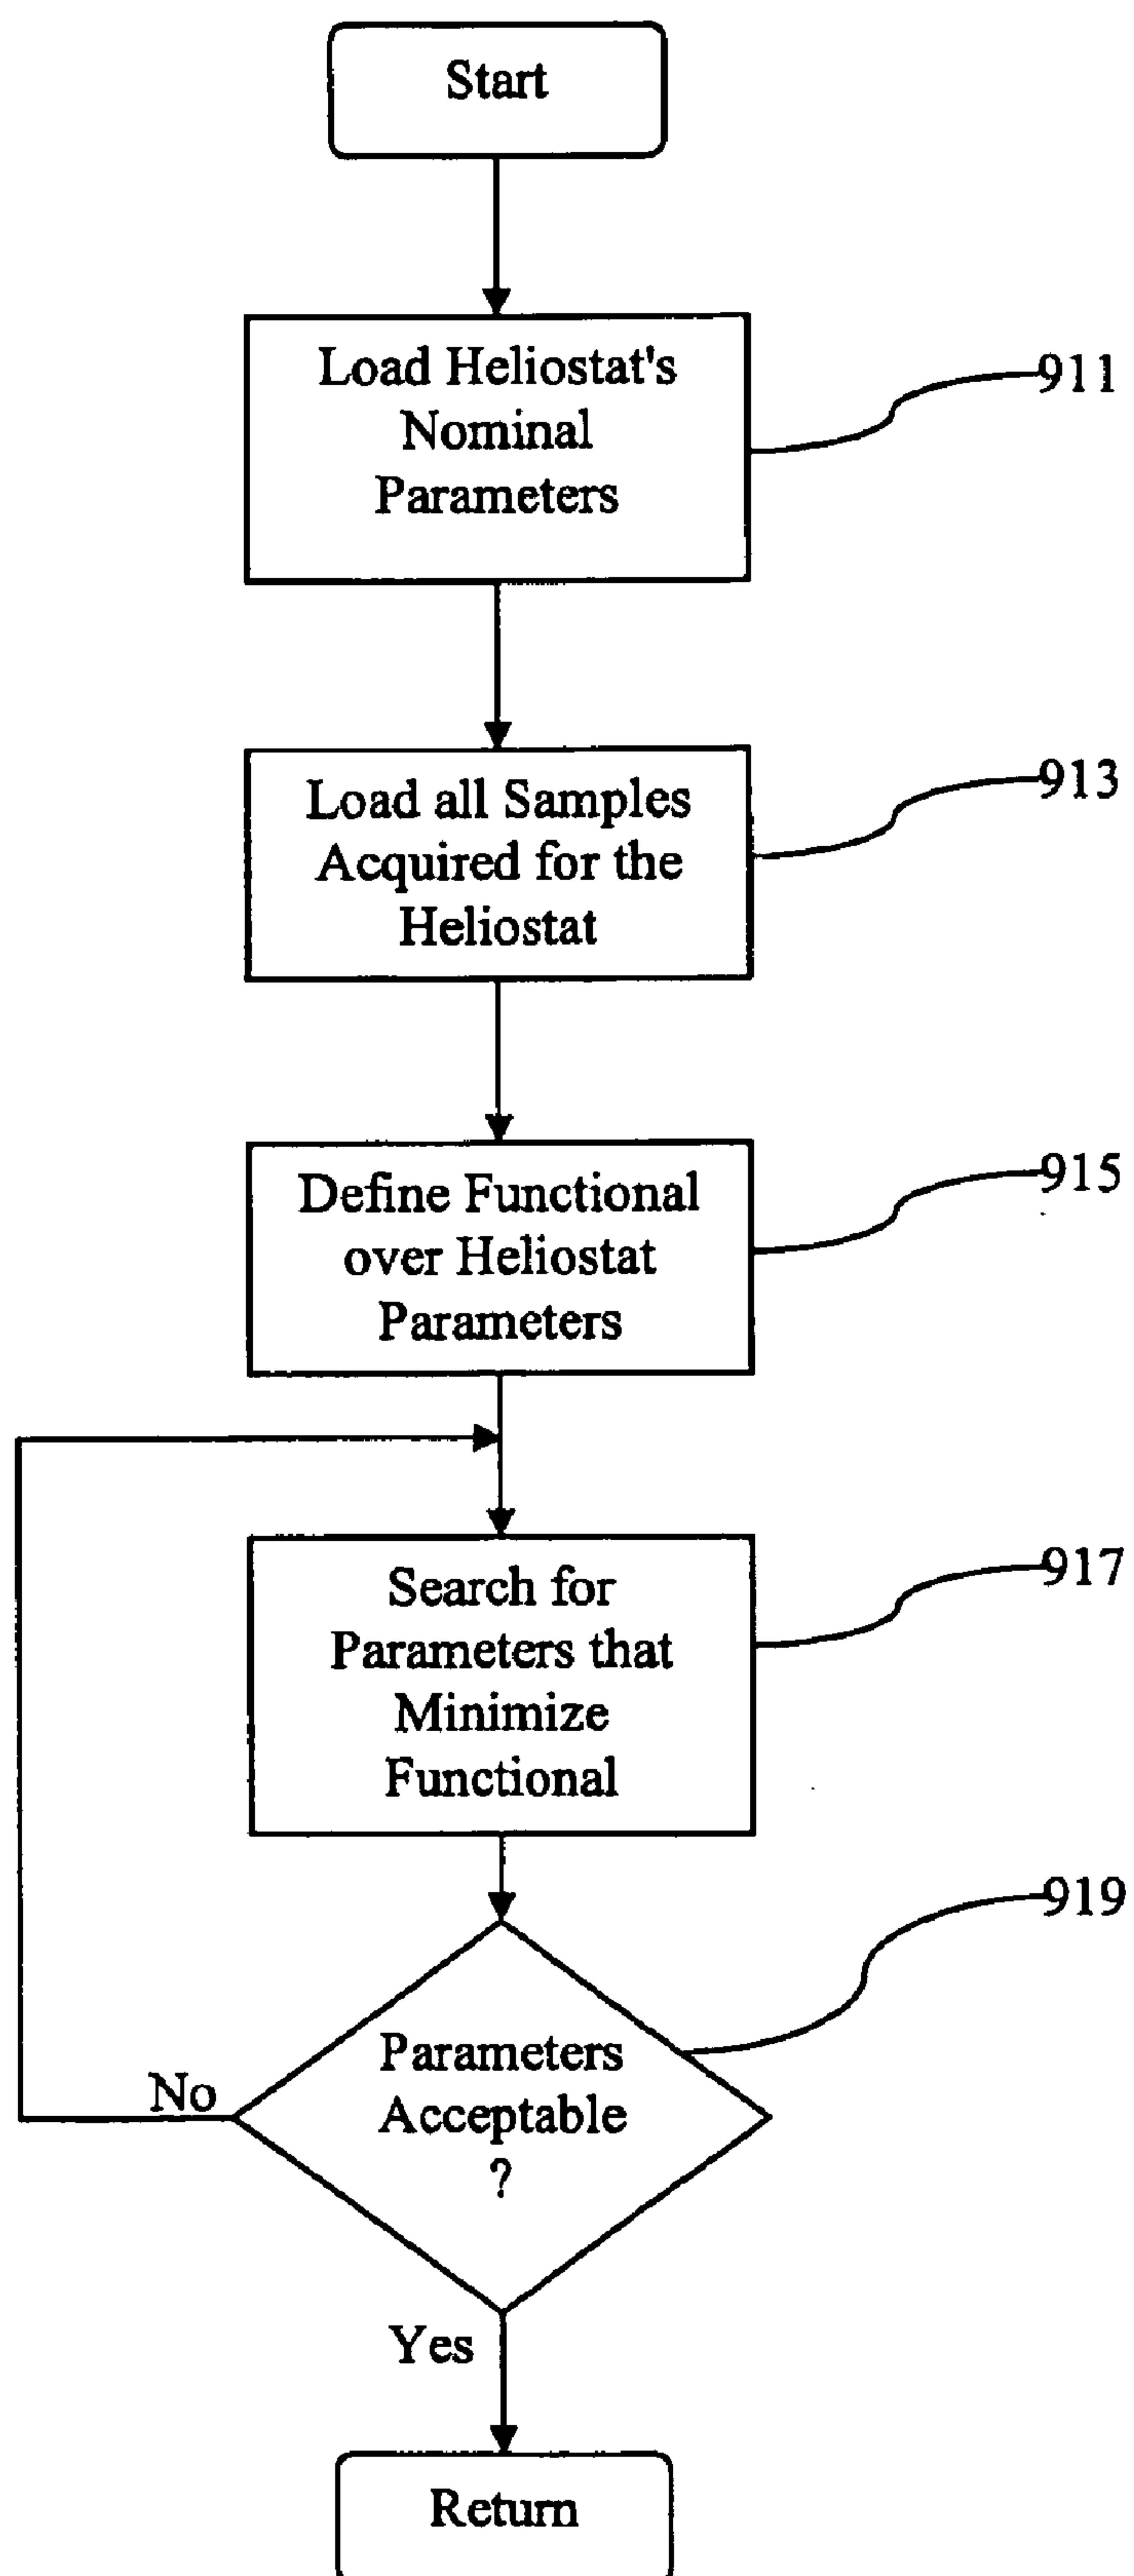 Start
Load Heliostat's
Nominal
Parameters
911
Load all Samples
Acquired for the
Heliostat
913
Define Functional
over Heliostat
Parameters
915
Search for
Parameters that
Minimize
Functional
917
Parameters
Acceptable
?
919
No
Yes
Return